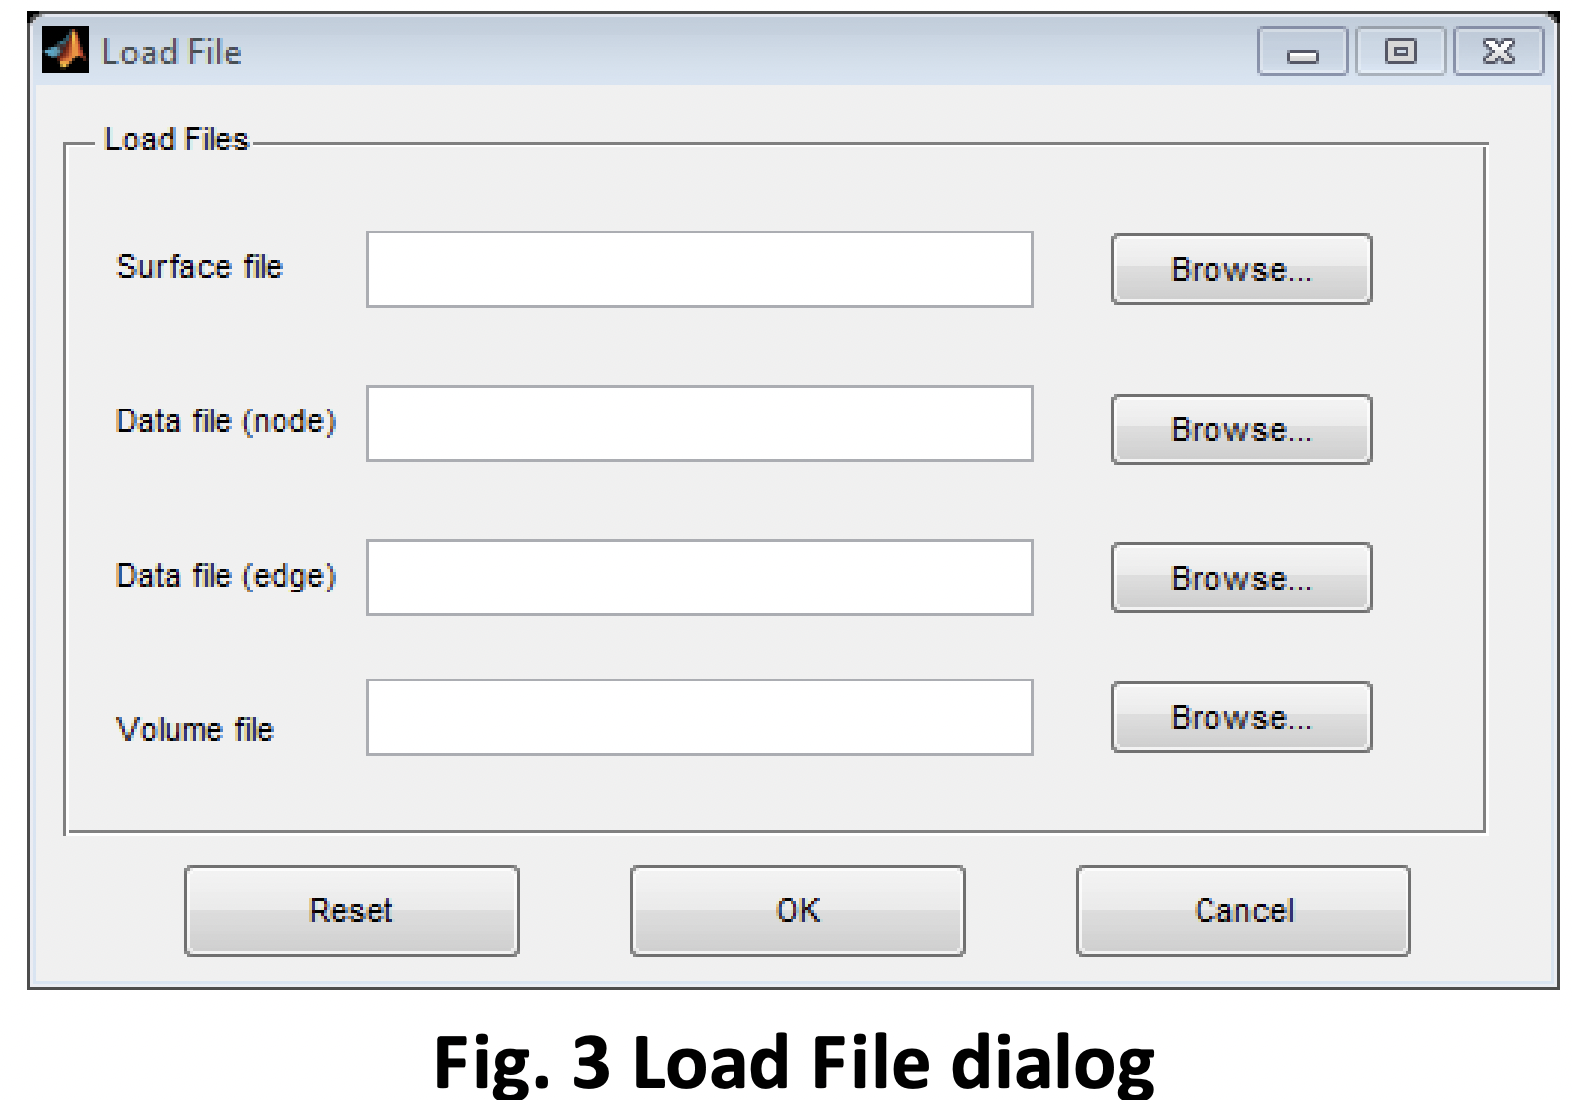 Load File
Load Files
Surface file
Browse...
Data file (node)
Browse...
Data file (edge)
Browse...
Volume file
Browse...
Reset
OK
Cancel
Fig. 3 Load File dialog